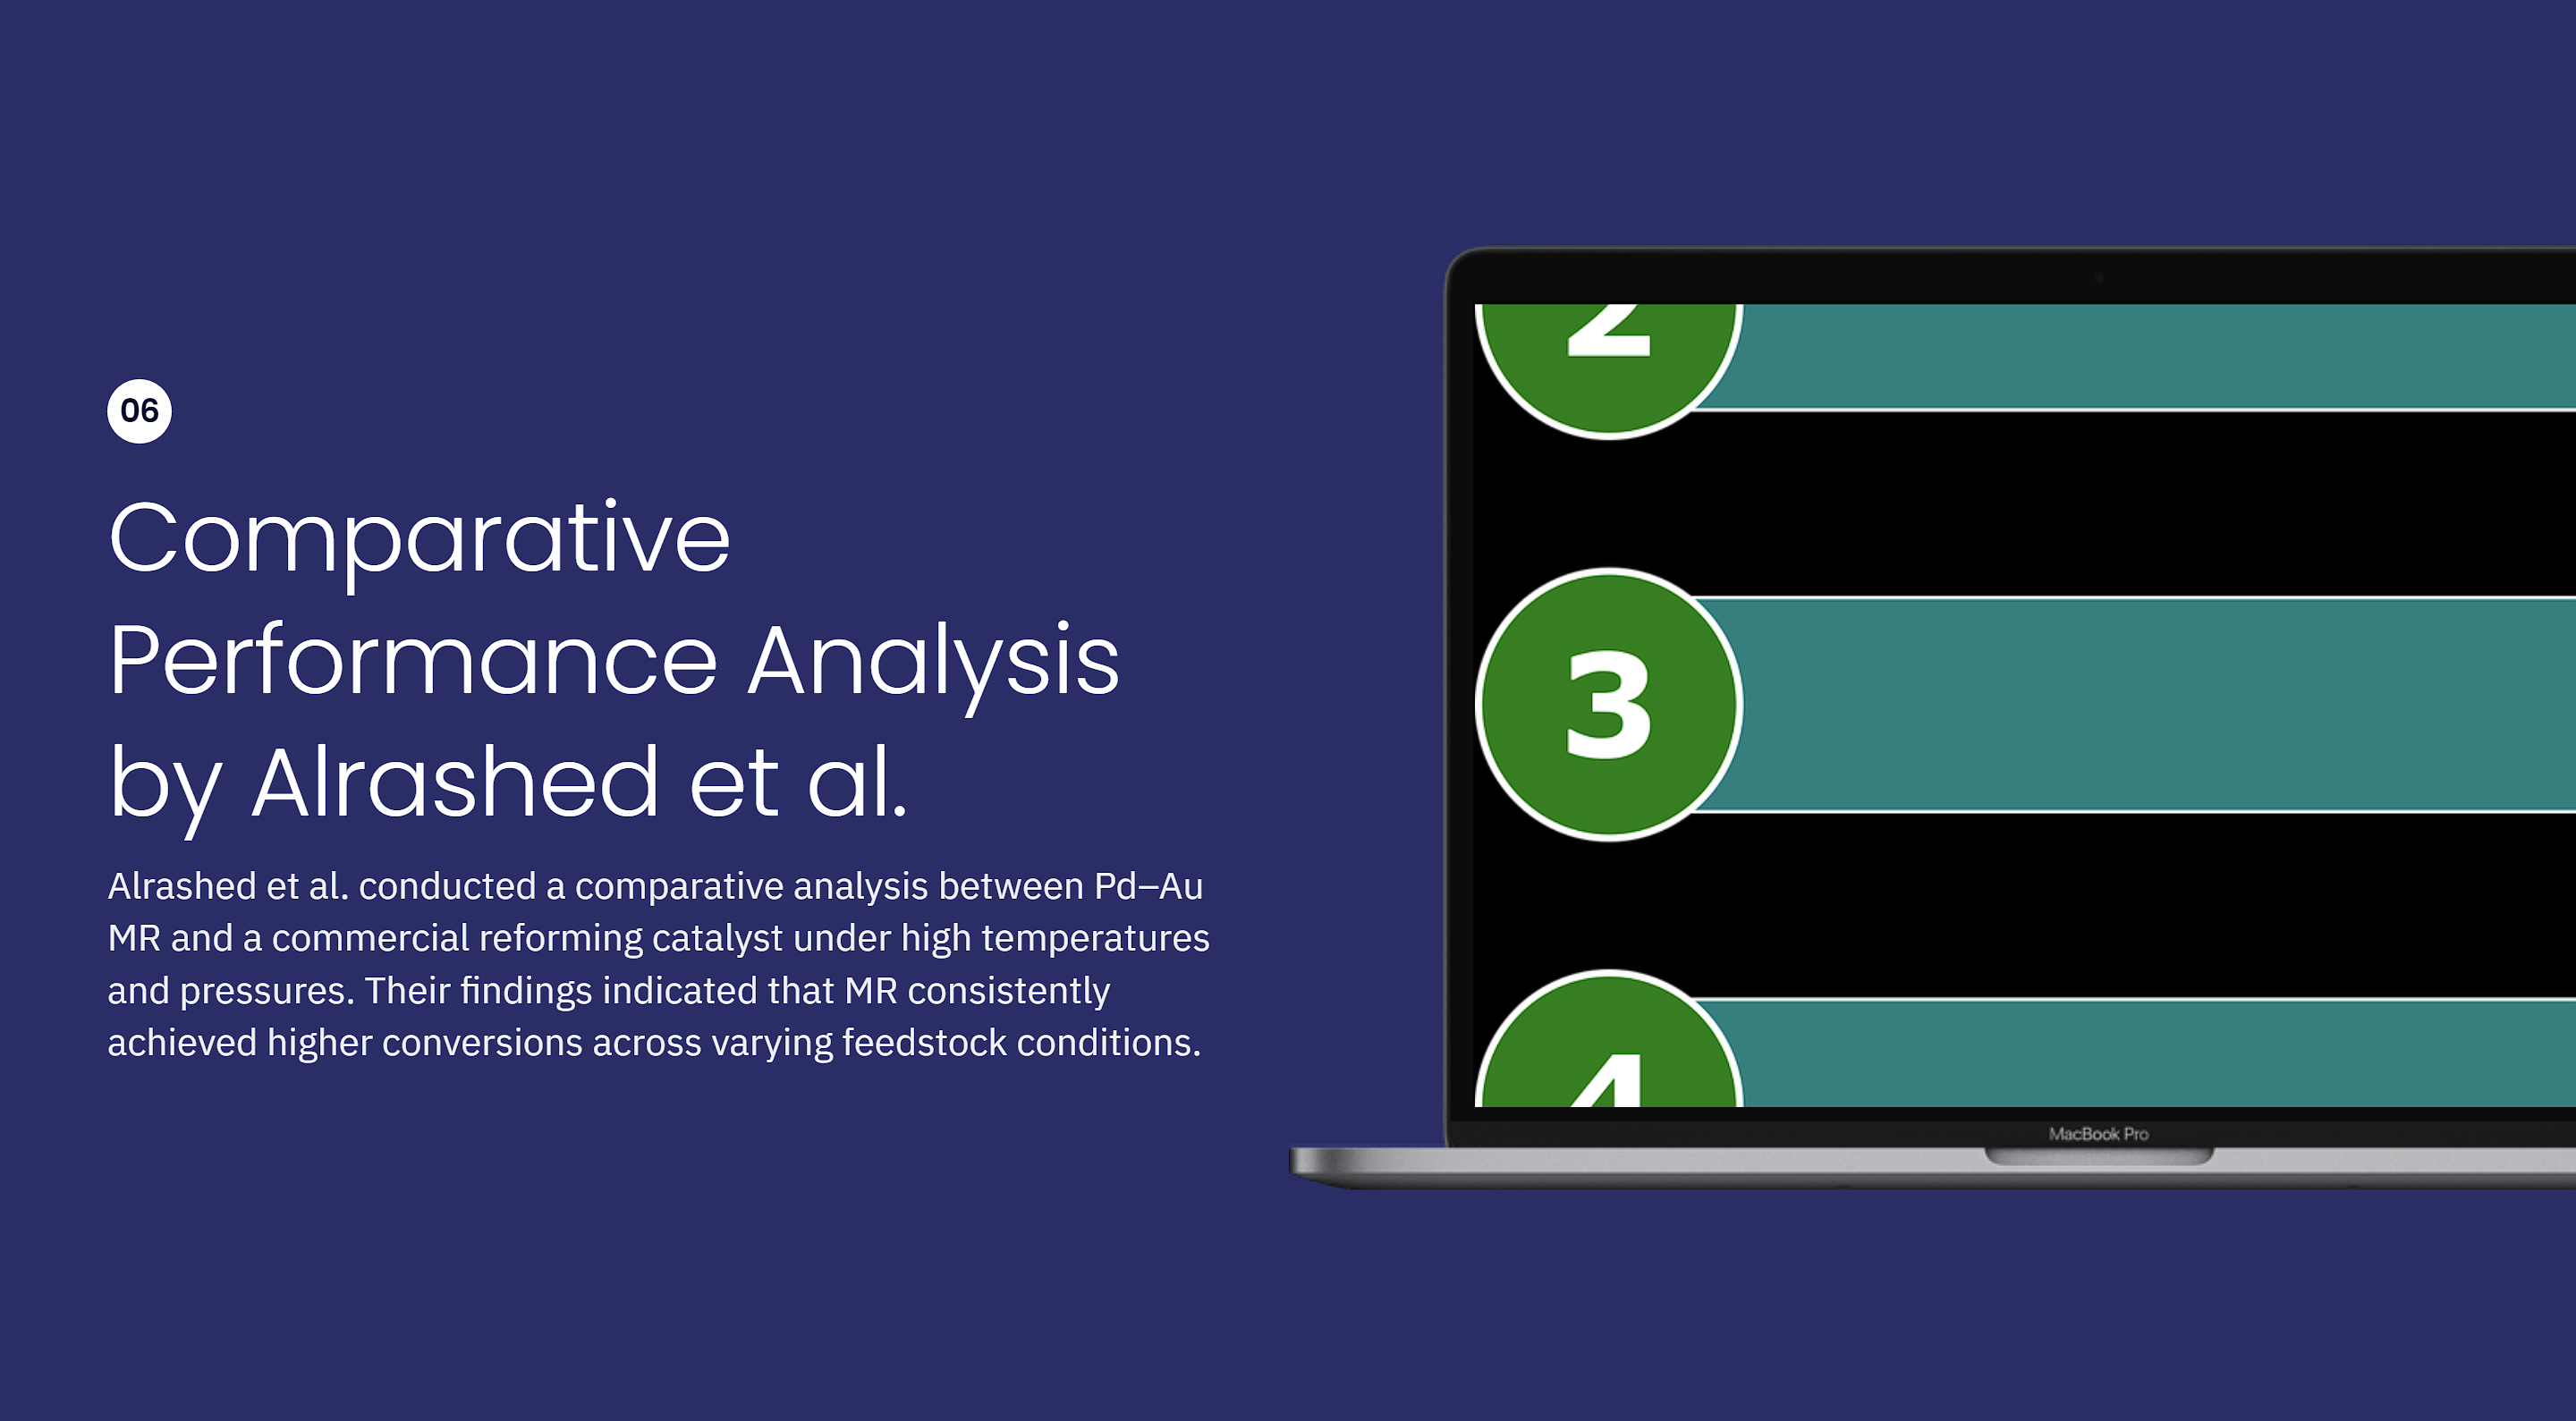 06
Comparative
Performance Analysis
by Alrashed et al.
Alrashed et al. conducted a comparative analysis between Pd–Au
MR and a commercial reforming catalyst under high temperatures
and pressures. Their findings indicated that MR consistently
achieved higher conversions across varying feedstock conditions.
2
3
4
MacBook Pro